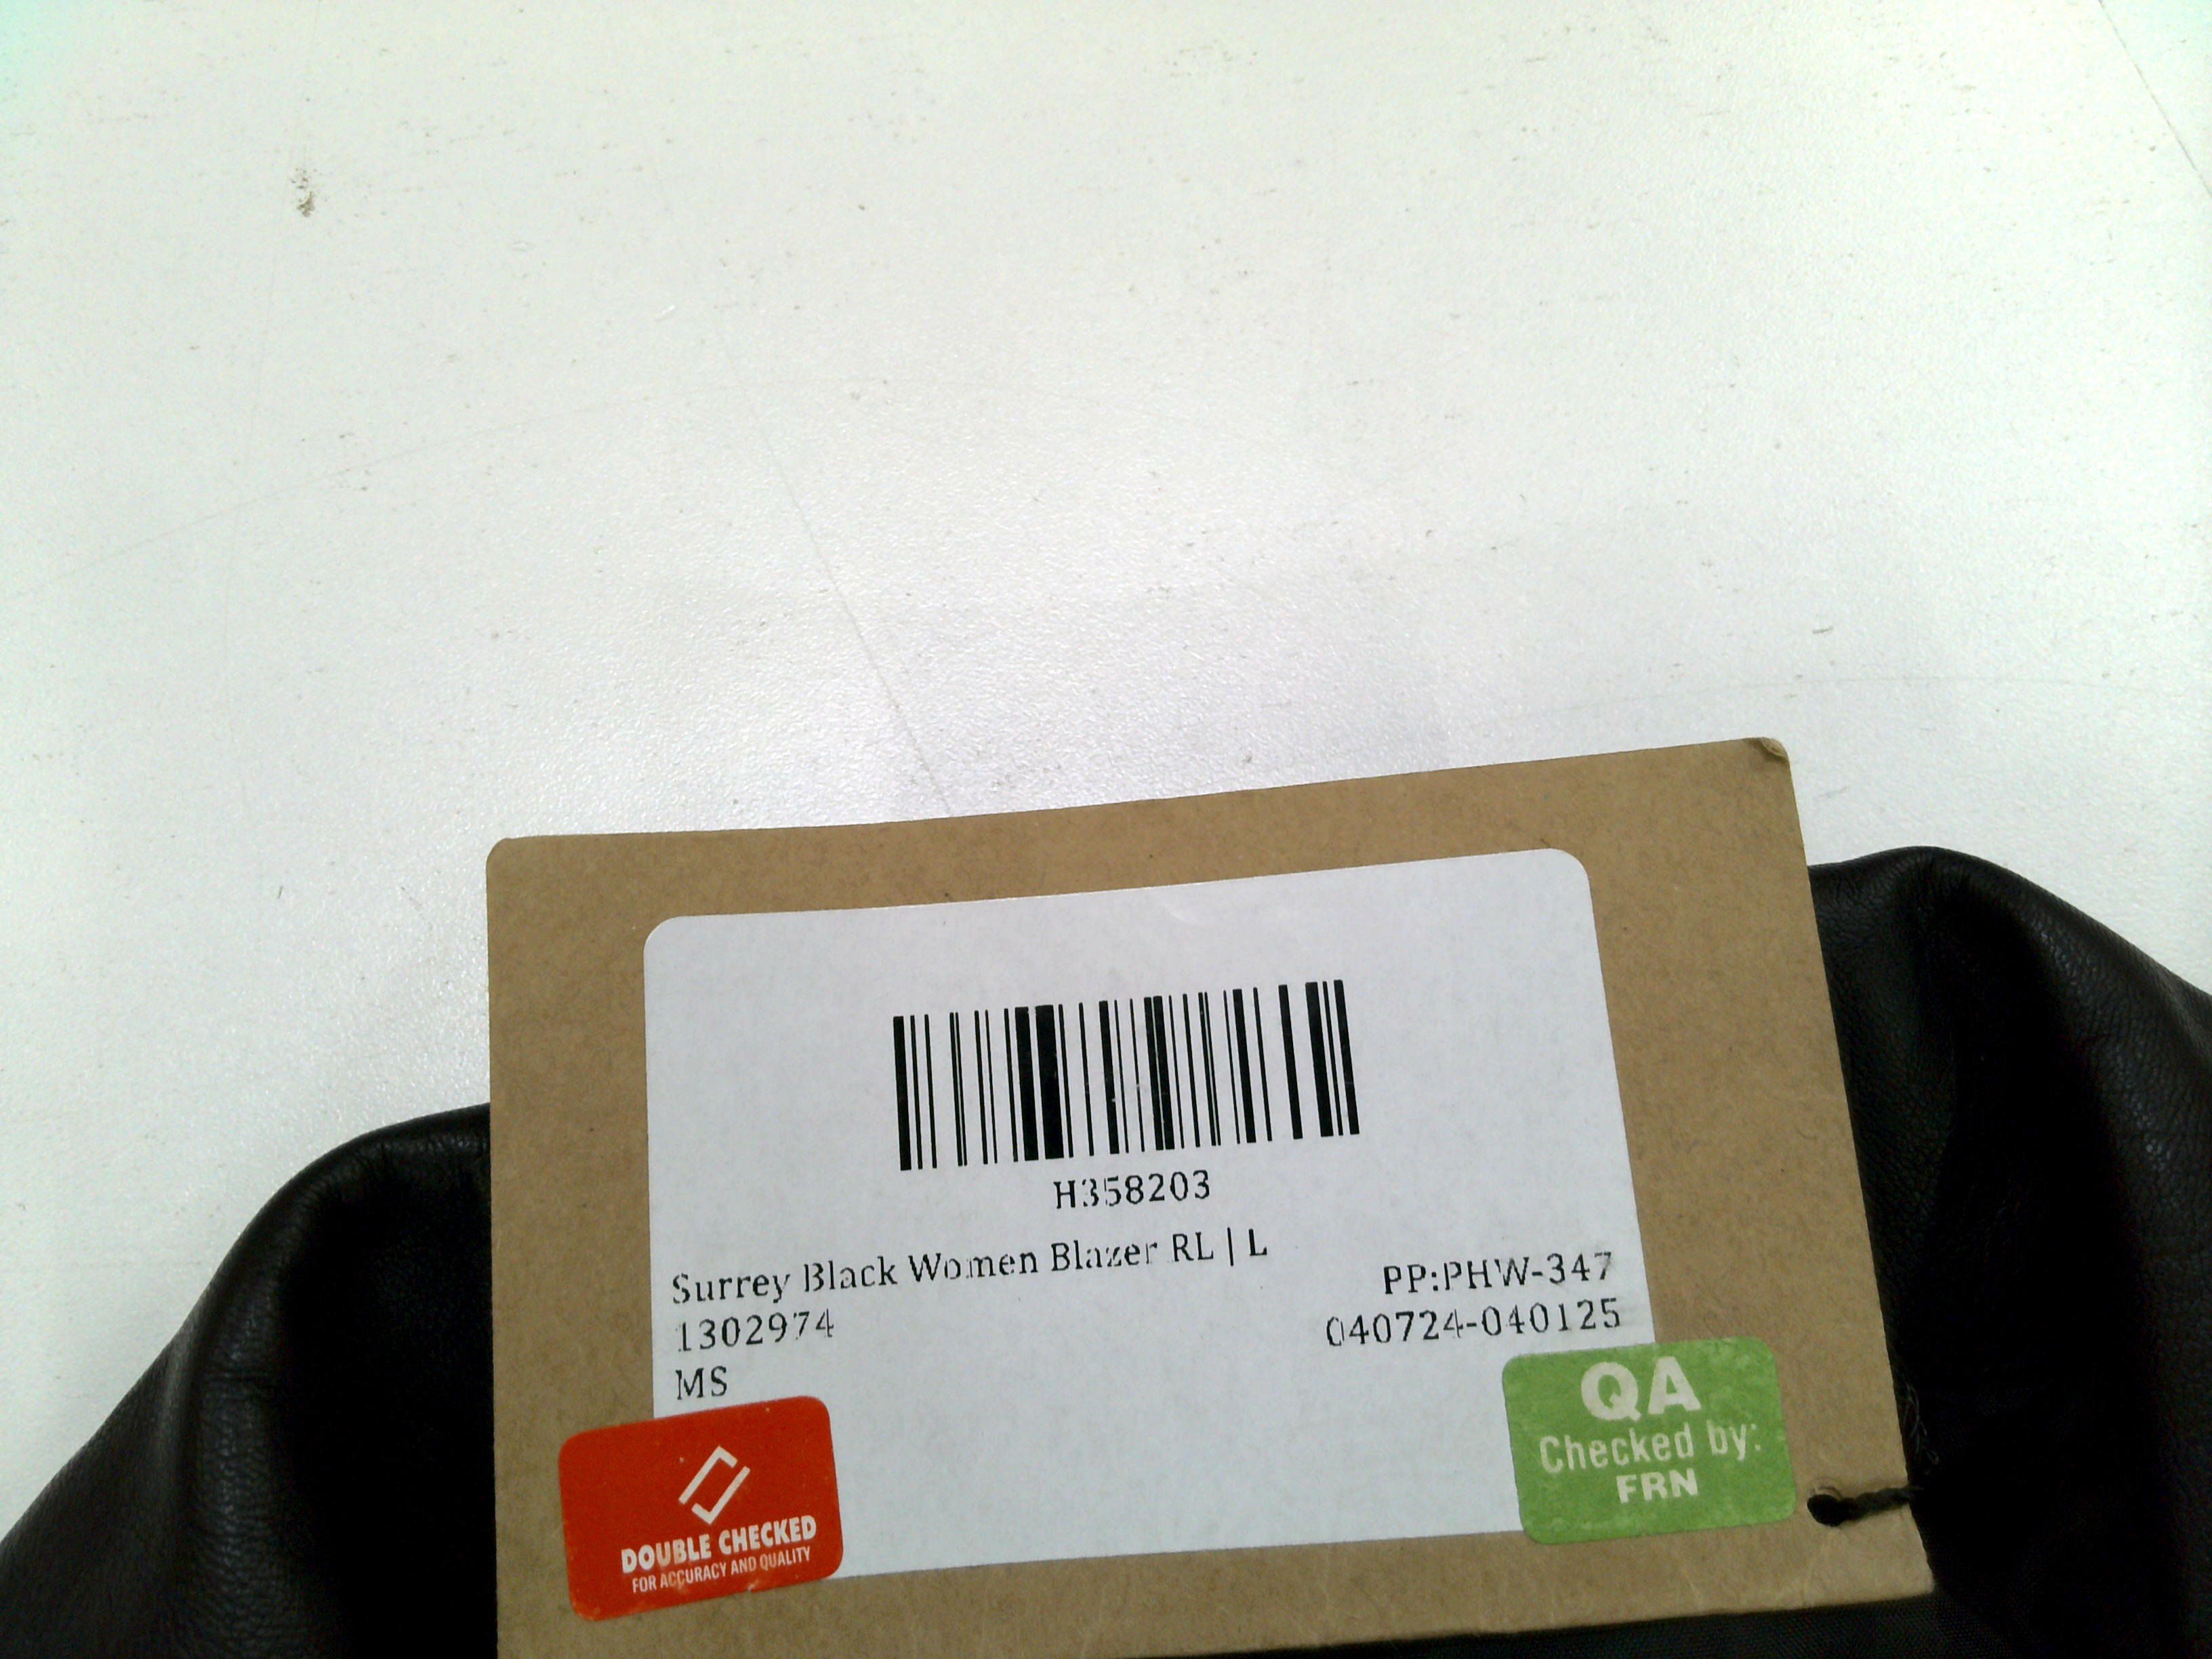 H358203
Surrey Black Women Blazer RL | L
1302974
MS
PP:PHW-347
040724-040125
QA
Checked by:
FRN
DOUBLE CHECKED
FOR ACCURACY AND QUALITY